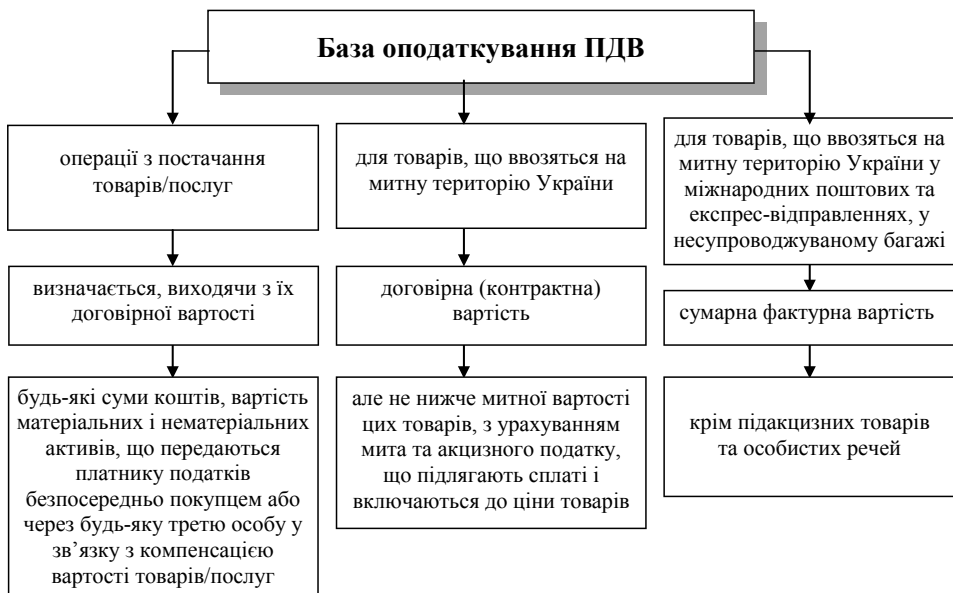 База оподаткування ПДВ
операції з постачання
товарів/послуг
визначається, виходячи з їх
договірної вартості
будь-які суми коштів, вартість
матеріальних і нематеріальних
активів, що передаються
платнику податків
безпосередньо покупцем або
через будь-яку третю особу у
зв’язку з компенсацією
вартості товарів/послуг
для товарів, що ввозяться на
митну територію України
договірна (контрактна)
вартість
але не нижче митної вартості
цих товарів, з урахуванням
мита та акцизного податку,
що підлягають сплаті і
включаються до ціни товарів
для товарів, що ввозяться на
митну територію України у
міжнародних поштових та
експрес-відправленнях, у
несупроводжуваному багажі
сумарна фактурна вартість
крім підакцизних товарів
та особистих речей